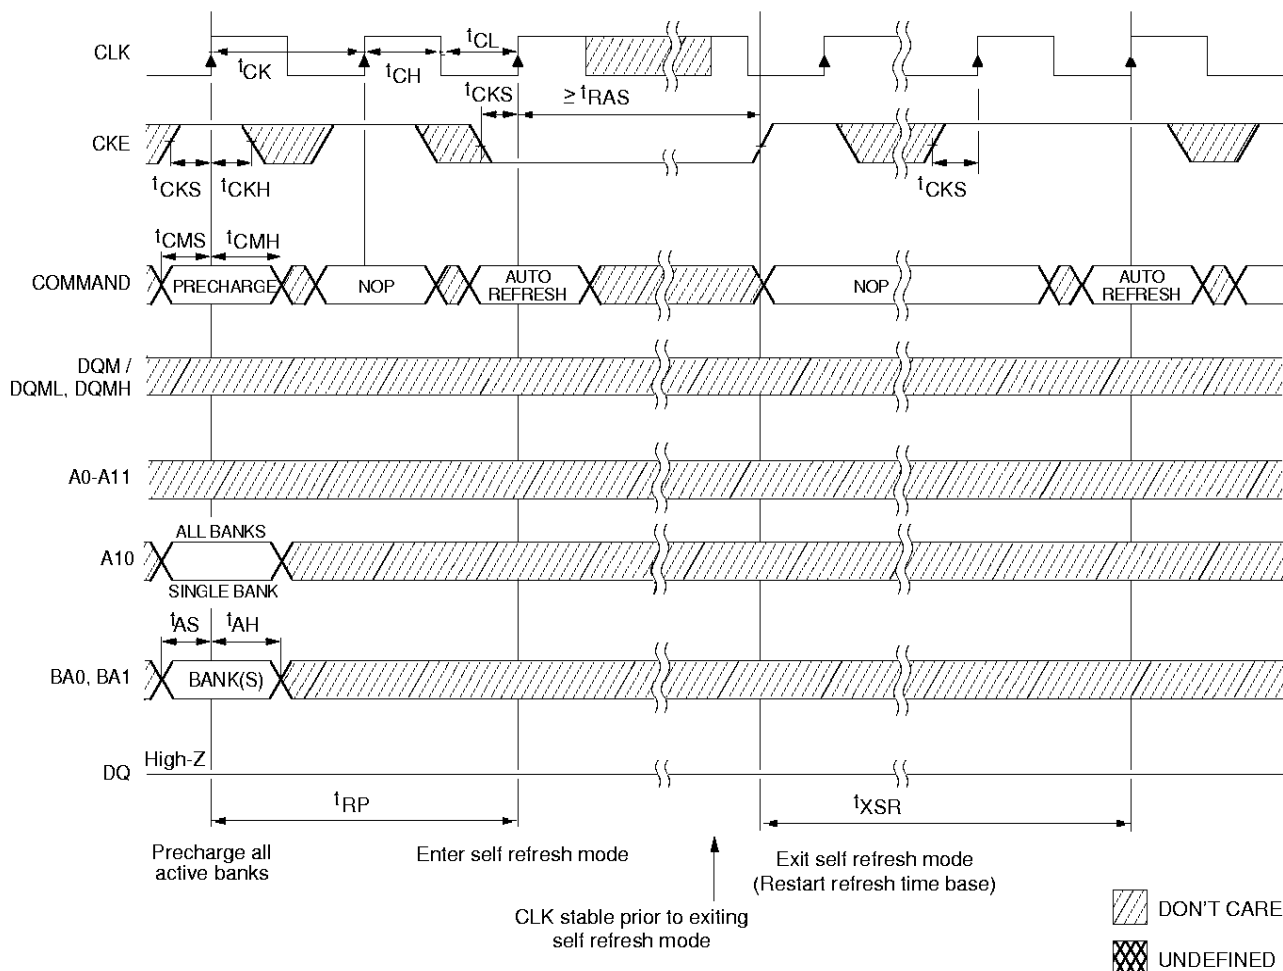 CLK
tCK
tCH
tCL
tCKS
≥ tRAS
CKE
tCKS
tCKH
tCKS
tCMS
tCMH
COMMAND
PRECHARGE
NOP
AUTO
REFRESH
NOP
AUTO
REFRESH
DQM /
DQML, DQMH
A0-A11
ALL BANKS
A10
SINGLE BANK
tAS
tAH
BA0, BA1
BANK(S)
High-Z
DQ
tRP
tXSR
Precharge all
active banks
Enter self refresh mode
CLK stable prior to exiting
self refresh mode
Exit self refresh mode
(Restart refresh time base)
DON'T CARE
UNDEFINED